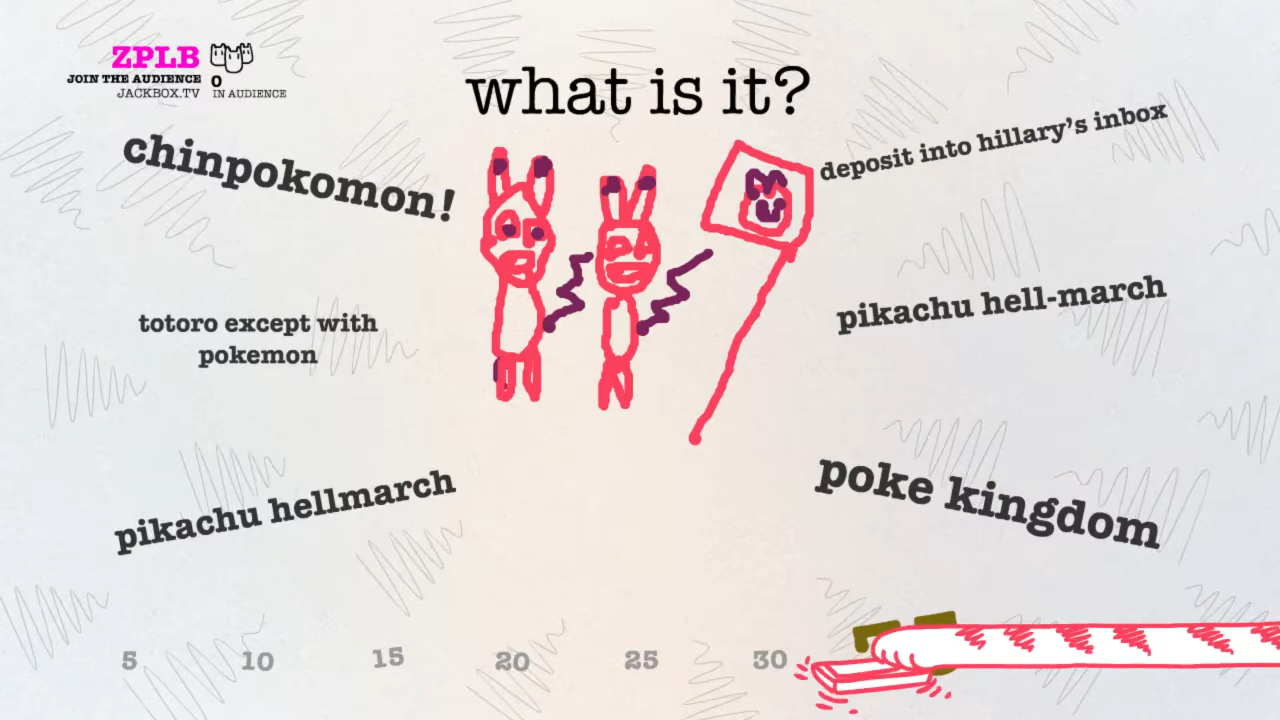 ZPLB
JOIN THE AUDIENCE
JACKBOX.TV
0
IN AUDIENCE
what is it?
chinpokomon!
deposit into hillary's inbox
totoro except with
pokemon
pikachu hell-march
pikachu hellmarch
poke kingdom
5 10 15 20 25 30